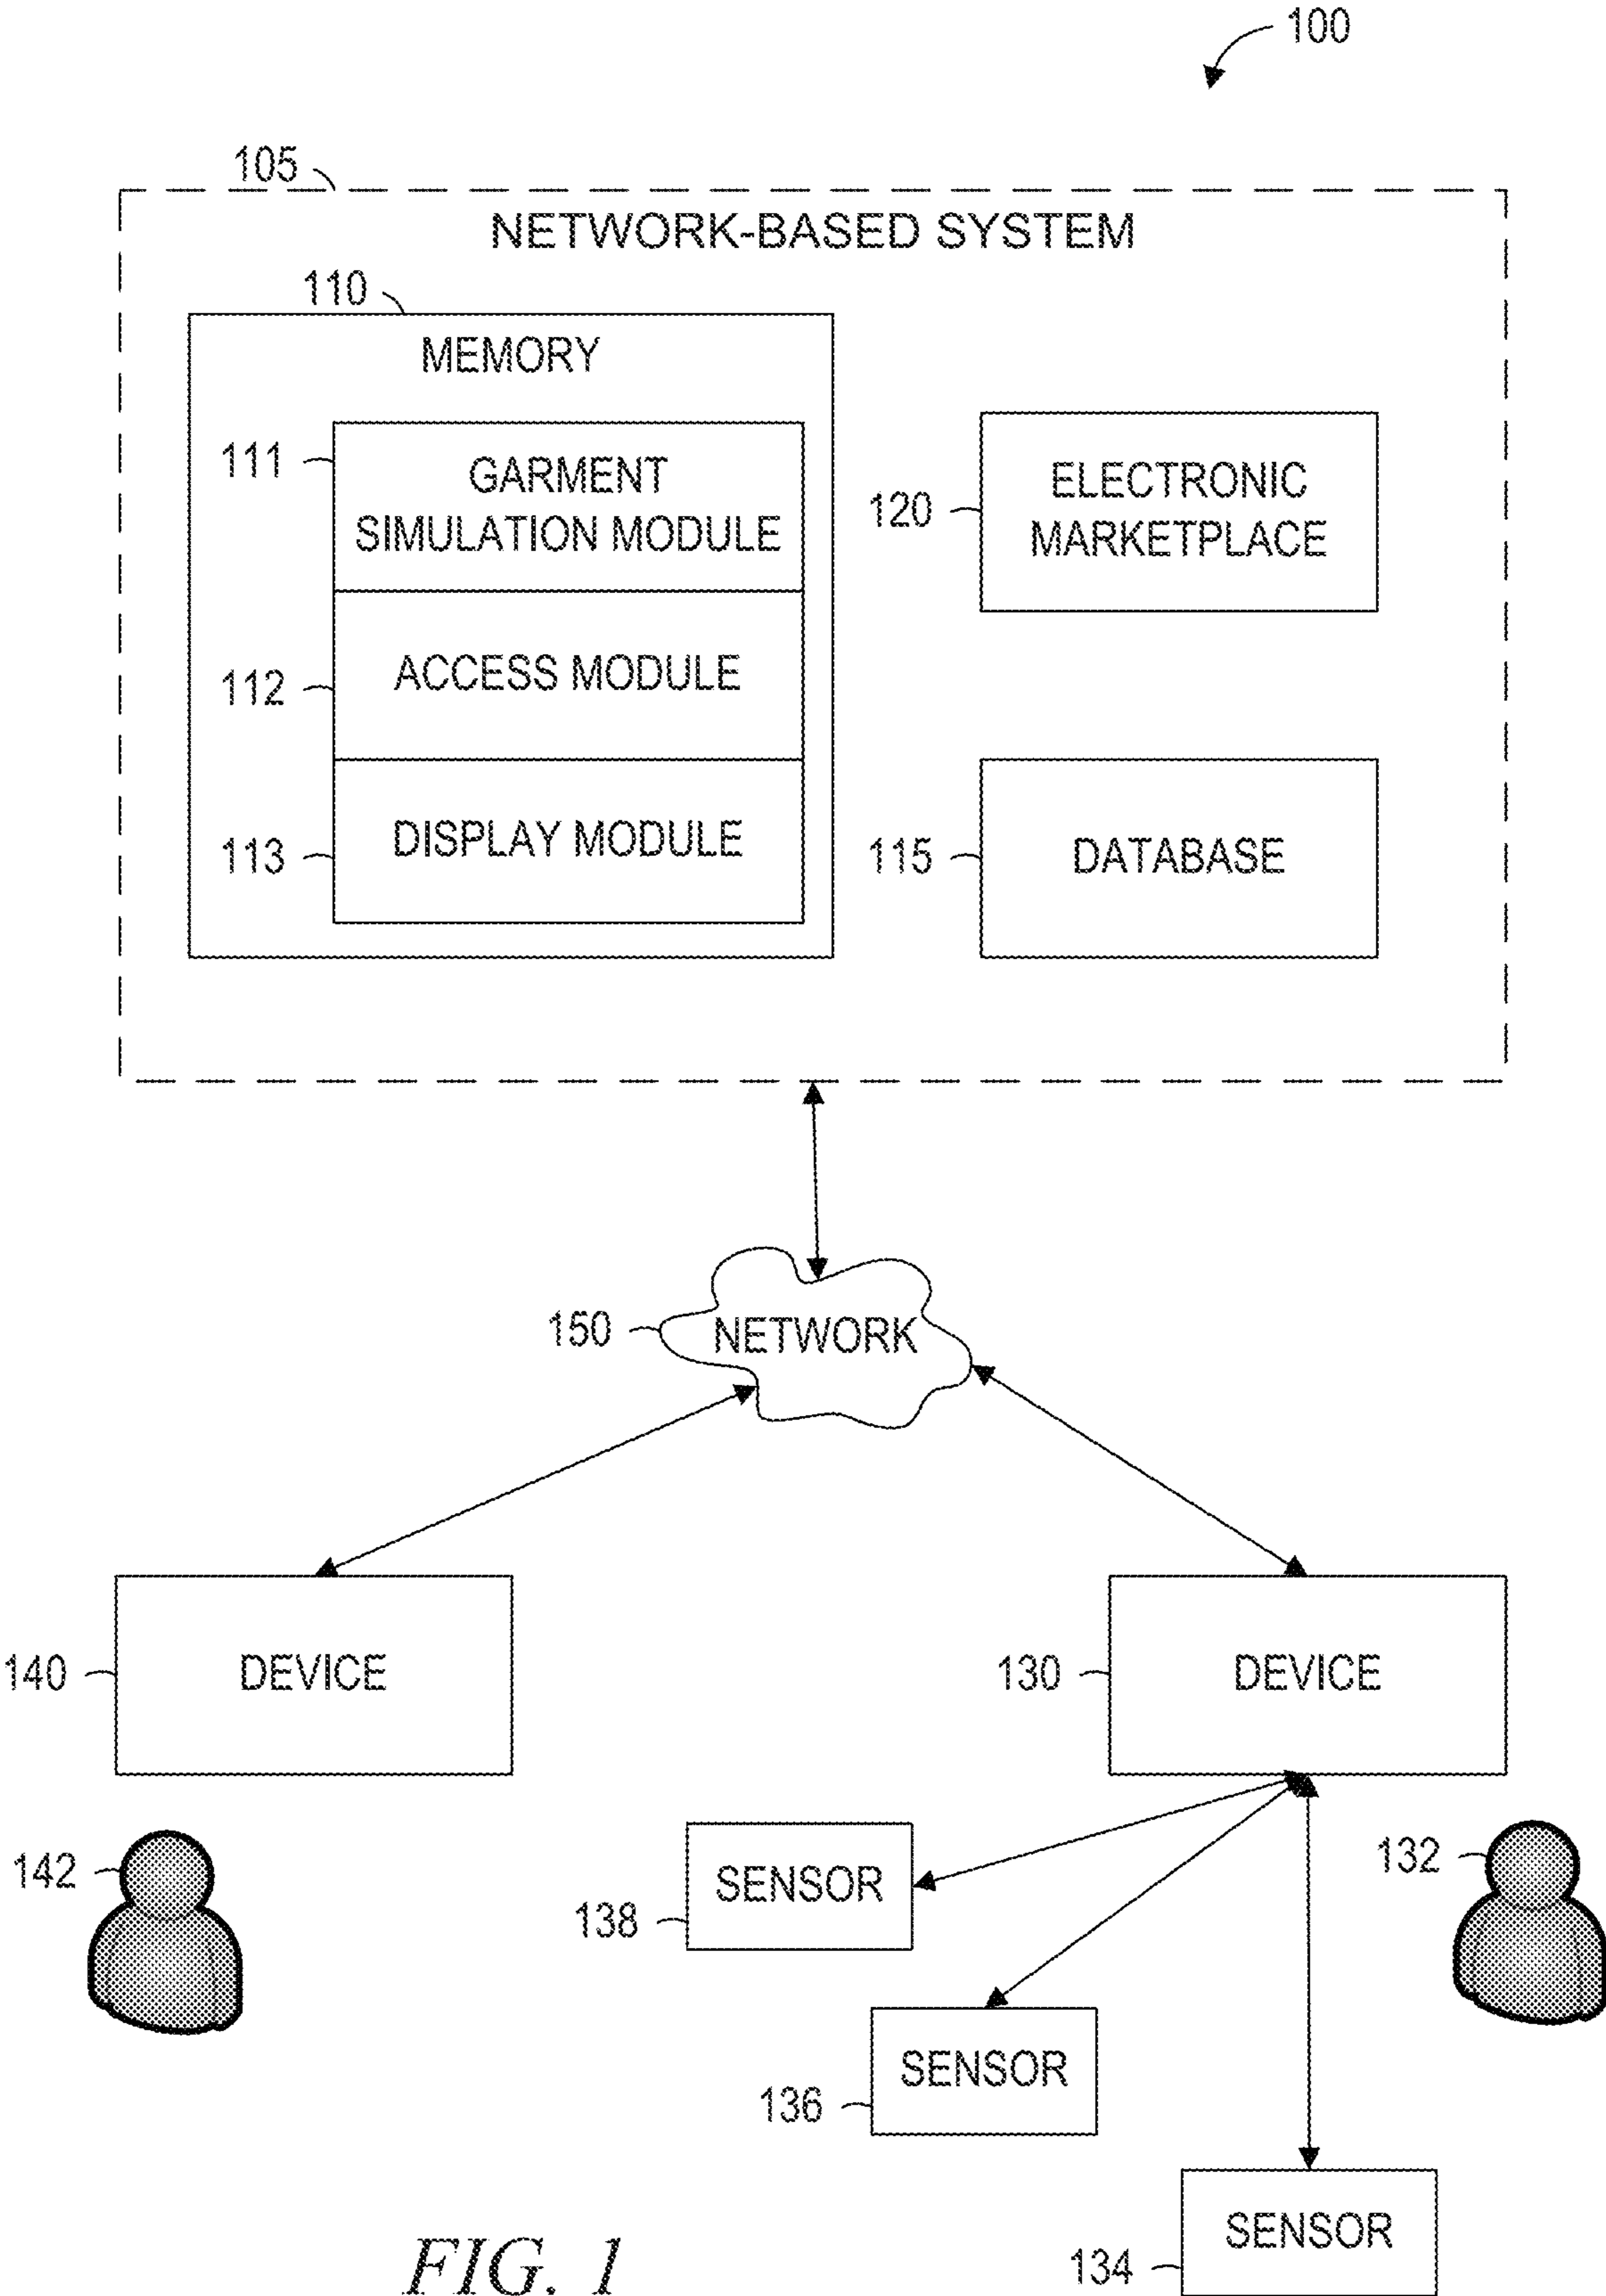 100
105
NETWORK-BASED SYSTEM
110
MEMORY
111
GARMENT
SIMULATION MODULE
112
ACCESS MODULE
113
DISPLAY MODULE
120
ELECTRONIC
MARKETPLACE
115
DATABASE
150
NETWORK
140
DEVICE
130
DEVICE
142
132
138
SENSOR
136
SENSOR
134
SENSOR
FIG. 1